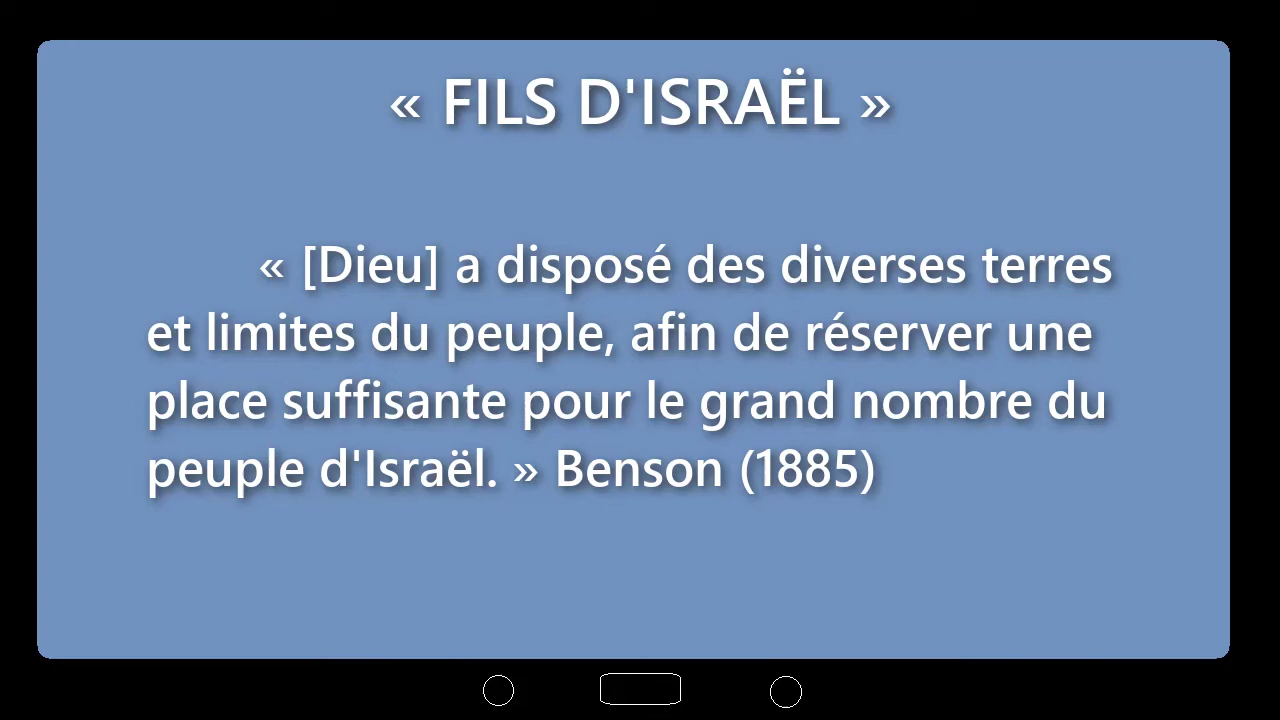 « FILS D'ISRAËL »
« [Dieu] a disposé des diverses terres
et limites du peuple, afin de réserver une
place suffisante pour le grand nombre du
peuple d'Israël. » Benson (1885)